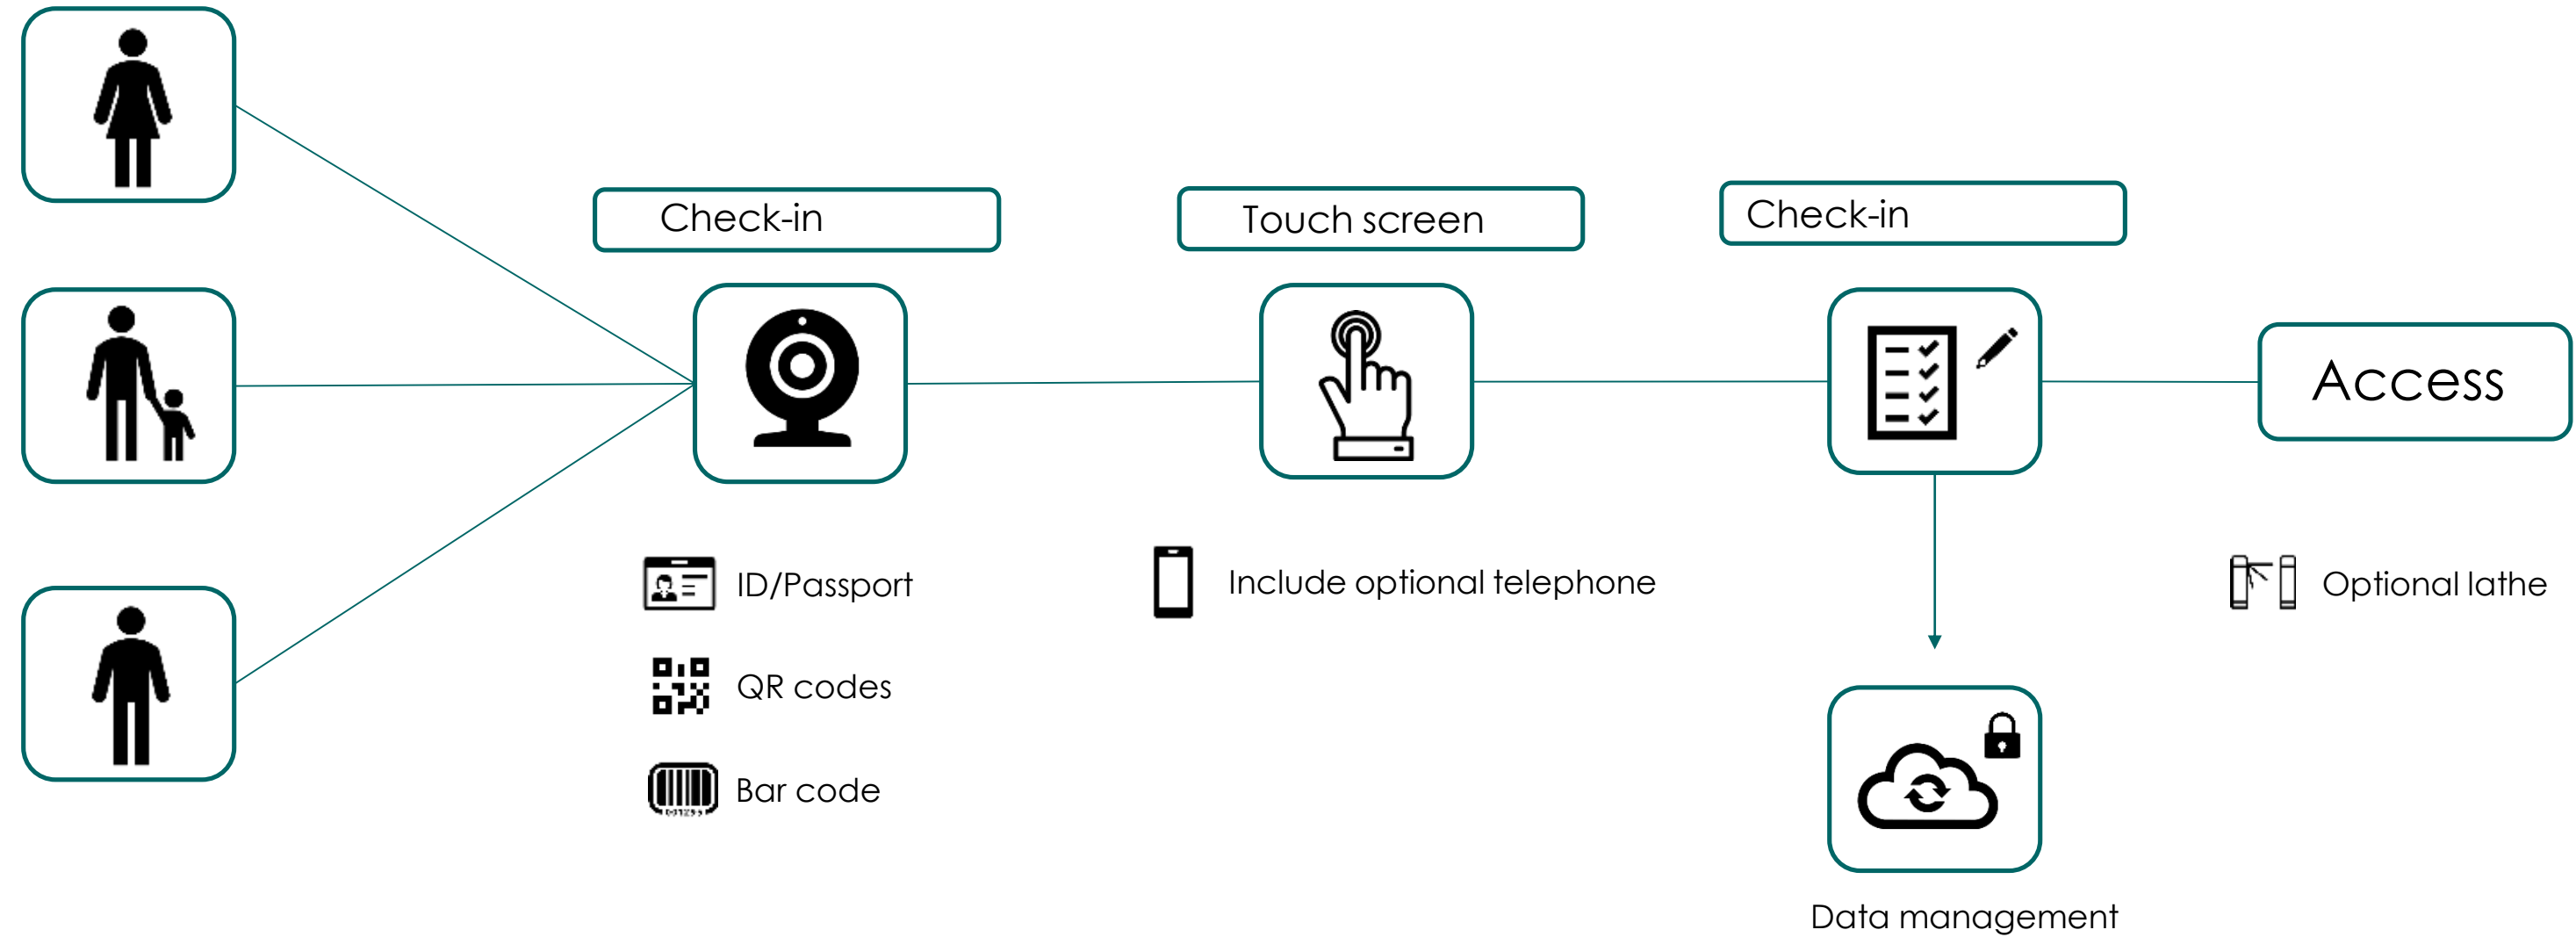 Check-in
Touch screen
Check-in
Access
ID/Passport
Include optional telephone
Optional lathe
QR codes
Bar code
Data management